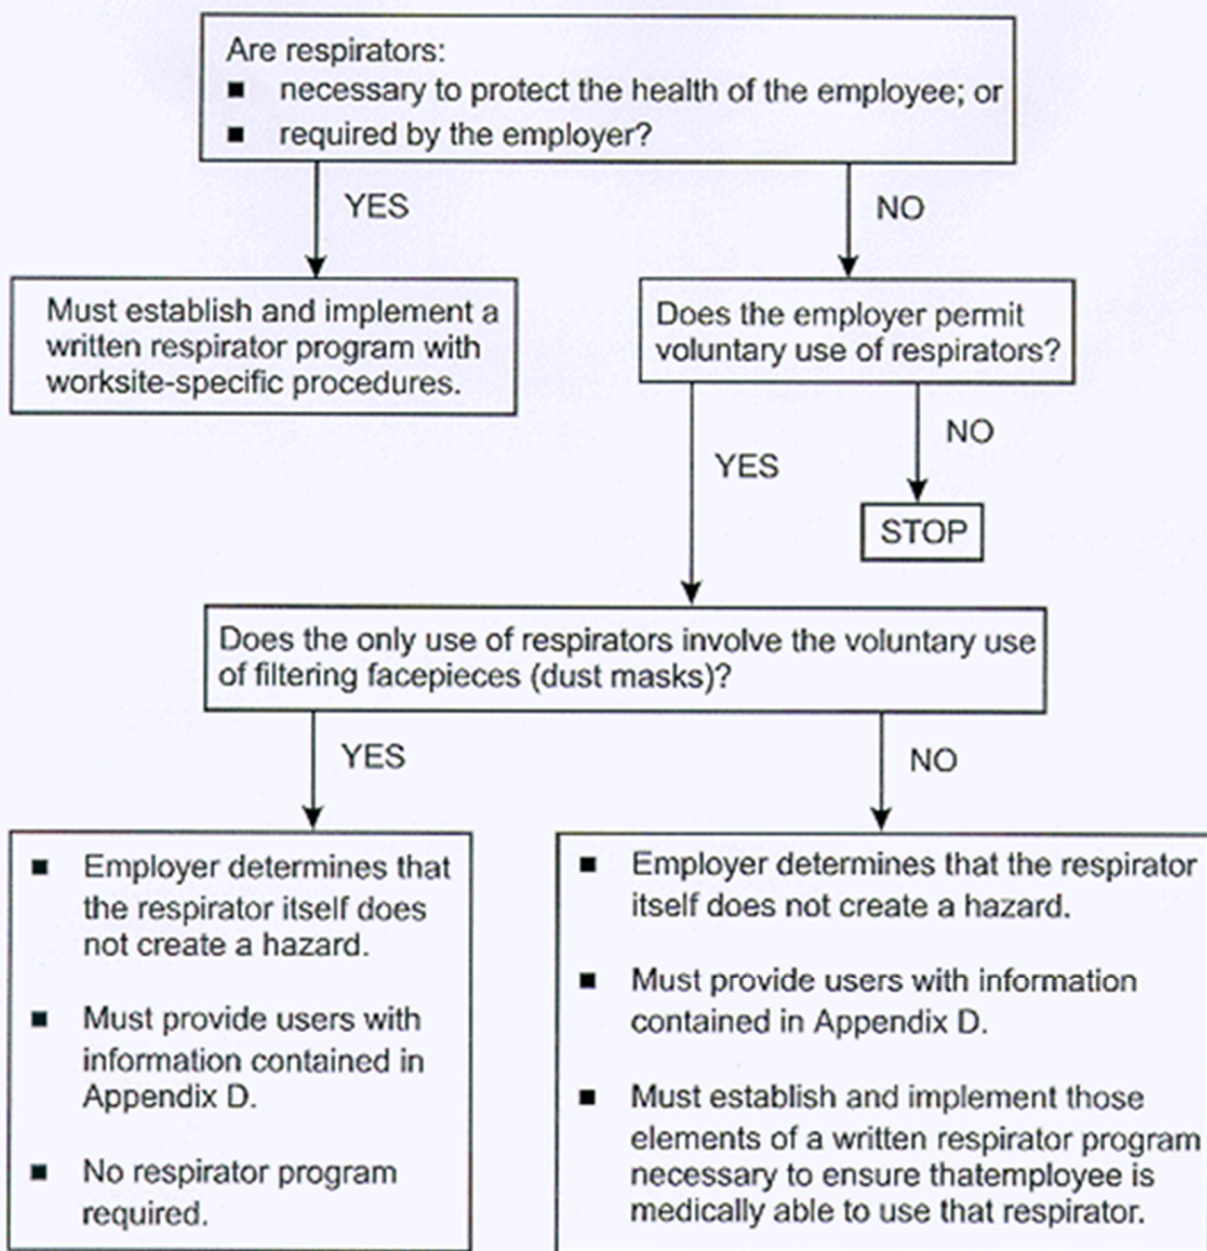 Are respirators:
■ necessary to protect the health of the employee; or
■ required by the employer?
YES
NO
Must establish and implement a
written respirator program with
worksite-specific procedures.
Does the employer permit
voluntary use of respirators?
NO
YES
STOP
Does the only use of respirators involve the voluntary use
of filtering facepieces (dust masks)?
YES
NO
■ Employer determines that
the respirator itself does
not create a hazard.
■ Must provide users with
information contained in
Appendix D.
■ No respirator program
required.
■ Employer determines that the respirator
itself does not create a hazard.
■ Must provide users with information
contained in Appendix D.
■ Must establish and implement those
elements of a written respirator program
necessary to ensure thatemployee is
medically able to use that respirator.